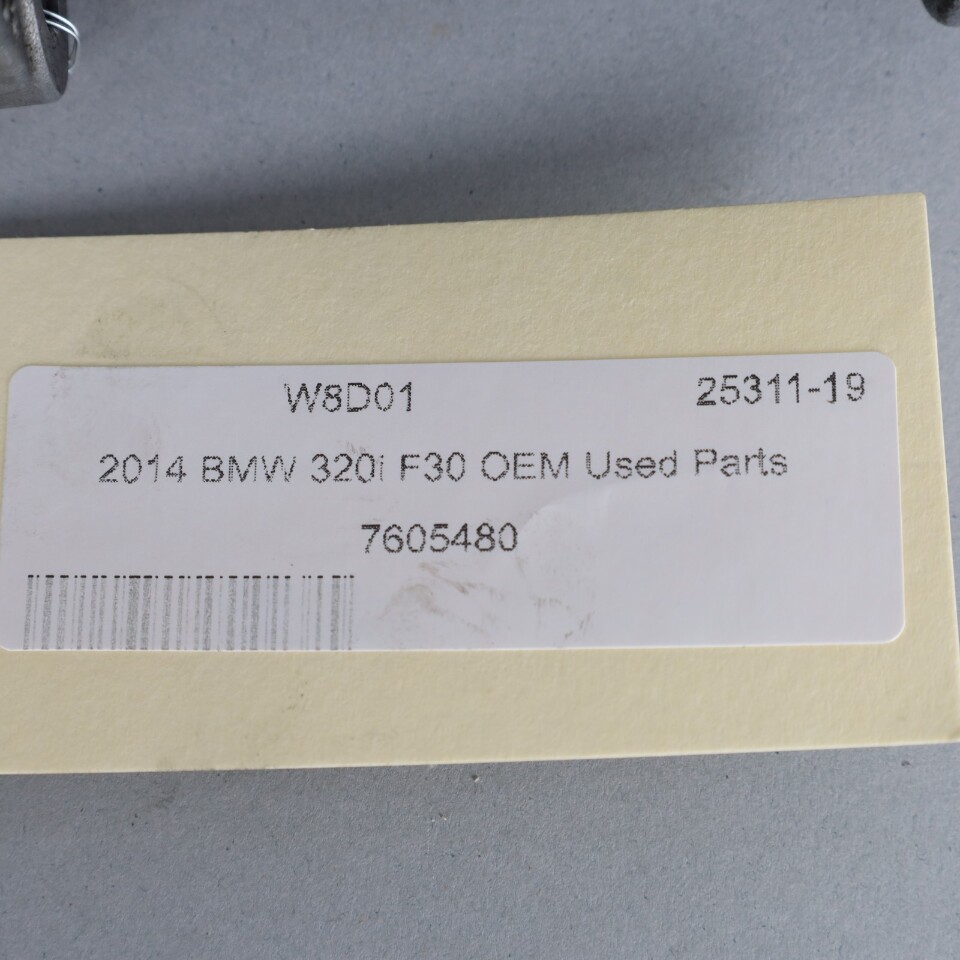 W8D01 25311-19
2014 BMW 320i F30 OEM Used Parts
7605480